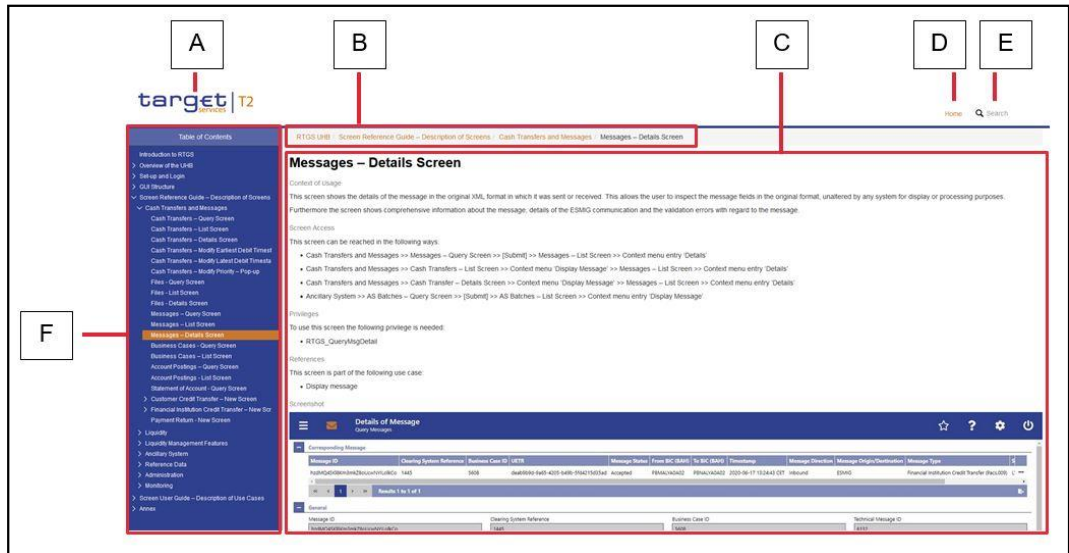 A
B
C
D
E
F
target | T2
services
Home
Search
Table of Contents
Introduction to RTGS
Overview of the UHB
Set-up and Login
GUI Structure
Screen Reference Guide – Description of Screens
Cash Transfers and Messages
Cash Transfers – Query Screen
Cash Transfers – List Screen
Cash Transfers – Details Screen
Cash Transfers – Modify Earliest Debit Timest
Cash Transfers – Modify Latest Debit Timesta
Cash Transfers – Modify Priority – Pop-up
Files - Query Screen
Files - List Screen
Files - Details Screen
Messages – Query Screen
Messages – List Screen
Messages – Details Screen
Business Cases - Query Screen
Business Cases – List Screen
Account Postings – Query Screen
Account Postings - List Screen
Statement of Account - Query Screen
Customer Credit Transfer – New Screen
Financial Institution Credit Transfer – New Scr
Payment Return - New Screen
Liquidity
Liquidity Management Features
Ancillary System
Reference Data
Administration
Monitoring
Screen User Guide – Description of Use Cases
Annex
RTGS UHB / Screen Reference Guide – Description of Screens / Cash Transfers and Messages / Messages – Details Screen
Messages – Details Screen
Context of Usage
This screen shows the details of the message in the original XML format in which it was sent or received. This allows the user to inspect the message fields in the original format, unaffected by any system for display or processing purposes.
Furthermore the screen shows comprehensive information about the message, details of the ESMIG communication and the validation errors with regard to the message.
Screen Access
This screen can be reached in the following ways:
• Cash Transfers and Messages >> Messages – Query Screen >> [Submit] >> Messages – List Screen >> Context menu entry 'Details'
• Cash Transfers and Messages >> Cash Transfers – List Screen >> Context menu 'Display Message' >> Messages – List Screen >> Context menu entry 'Details'
• Cash Transfers and Messages >> Cash Transfer – Details Screen >> Context menu 'Display Message' >> Messages – List Screen >> Context menu entry 'Details'
• Ancillary System >> AS Batches – Query Screen >> [Submit] >> AS Batches – List Screen >> Context menu entry 'Display Message'
Privileges
To use this screen the following privilege is needed:
• RTGS_QueryMsgDetail
References
This screen is part of the following use case:
• Display message
Screenshot
Details of Message
Query Messages
Corresponding Message
Message ID Clearing System Reference Business Case ID UETR Message Status From BIC (BAH) To BIC (BAH) Timestamp Message Direction Message Origin/Destination Message Type S
1445 5608 Accepted 2020-06-17 13:24:43 CET Inbound ESMIG Financial Institution Credit Transfer (pacs.009)
1
Results 1 to 1 of 1
General
Message ID Clearing System Reference Business Case ID Technical Message ID
1445 5608